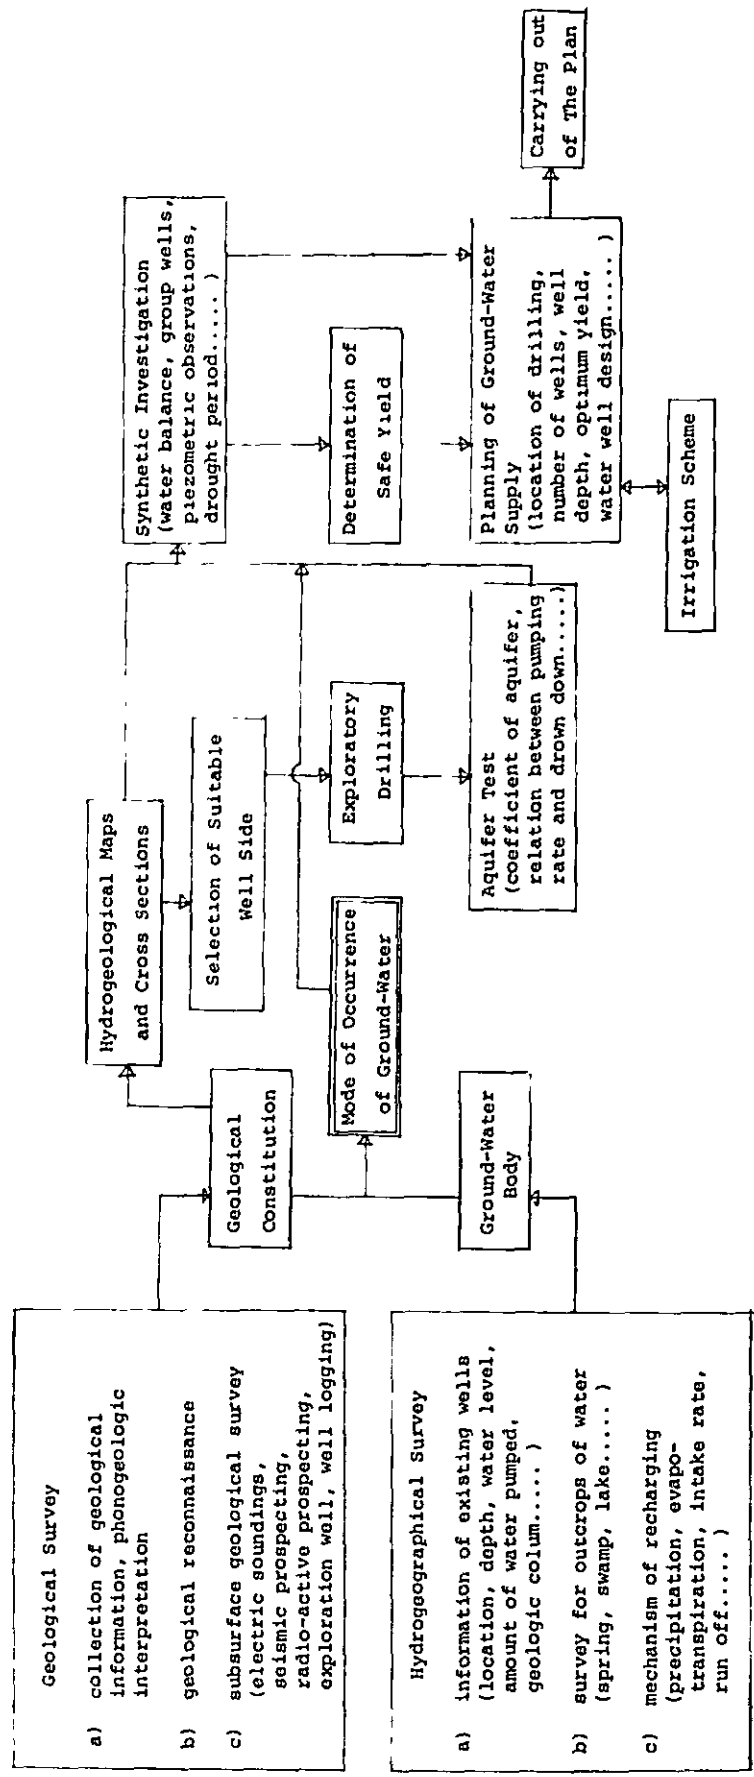 Geological Survey
a) collection of geological
information, phonogeologic
interpretation
b) geological reconnaissance
c) subsurface geological survey
(electric soundings,
seismic prospecting,
radio-active prospecting,
exploration well, well logging)
Hydrogeographical Survey
a) information of existing wells
(location, depth, water level,
amount of water pumped,
geologic colum..... )
b) survey for outcrops of water
(spring, swamp, lake..... )
c) mechanism of recharging
(precipitation, evapo-
transpiration, intake rate,
run off..... )
Geological
Constitution
Ground-Water
Body
Hydrogeological Maps
and Cross Sections
Selection of Suitable
Well Side
Mode of Occurrence
of Ground-Water
Exploratory
Drilling
Aquifer Test
(coefficient of aquifer,
relation between pumping
rate and drown down.....)
Synthetic Investigation
(water balance, group wells,
piezometric observations,
drought period..... )
Determination of
Safe Yield
Planning of Ground-Water
Supply
(location of drilling,
number of wells, well
depth, optimum yield,
water well design..... )
Irrigation Scheme
Carrying out
of The Plan